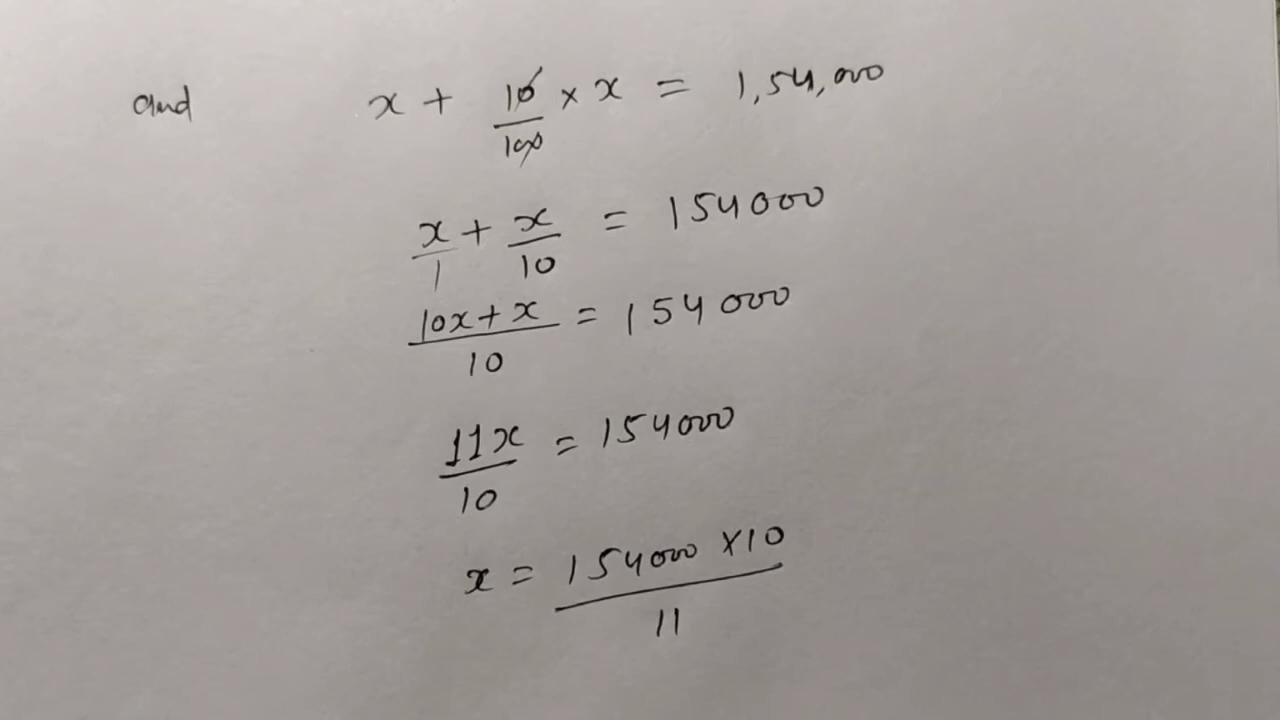 and x + 10/100 × x = 1,54,000
x/1 + x/10 = 154000
10x + x/10 = 154000
11x/10 = 154000
x = 154000 × 10/11